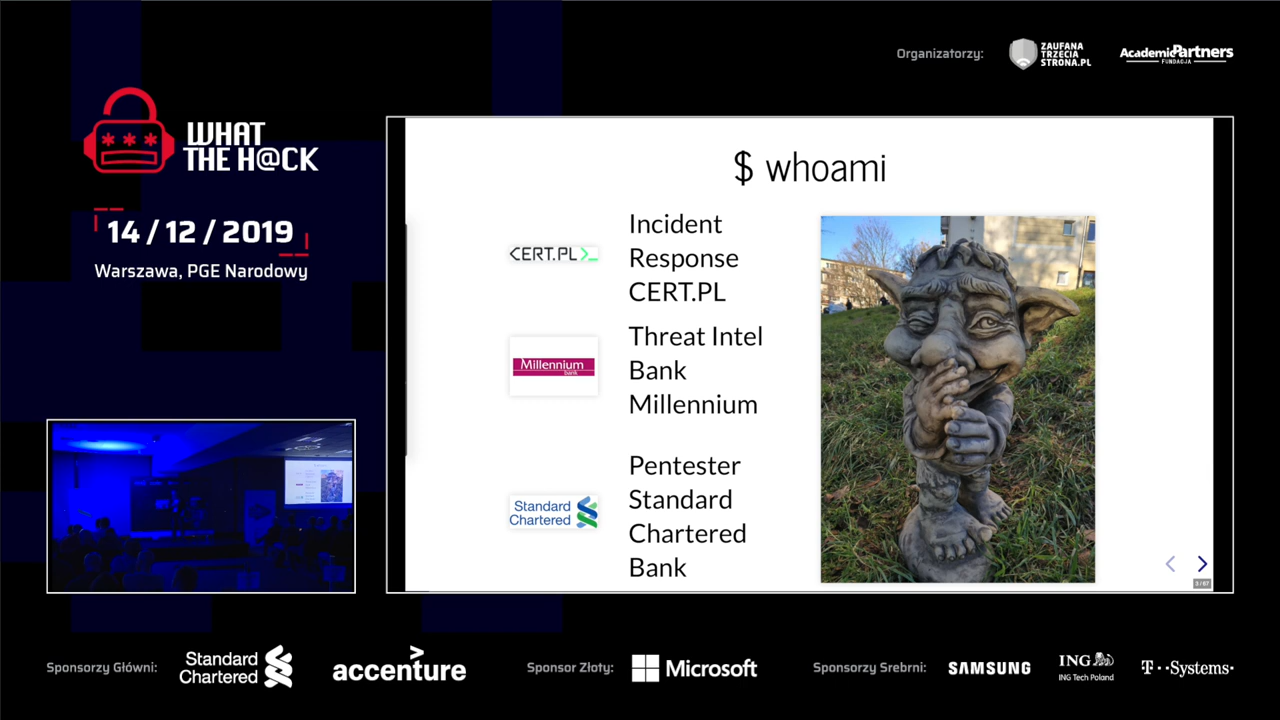 Organizatorzy:
ZAUFANA
TRZECIA
STRONA.PL
AcademicPartners
FUNDACJA
WHAT
THE H@CK
14 / 12 / 2019
Warszawa, PGE Narodowy
$ whoami
CERT.PL>_
Incident
Response
CERT.PL
Millennium
bank
Threat Intel
Bank
Millennium
Standard
Chartered
Pentester
Standard
Chartered
Bank
3 / 67
Sponsorzy Główni:
Standard
Chartered
accenture
Sponsor Złoty:
Microsoft
Sponsorzy Srebrni:
SAMSUNG
ING
ING Tech Poland
T··Systems·